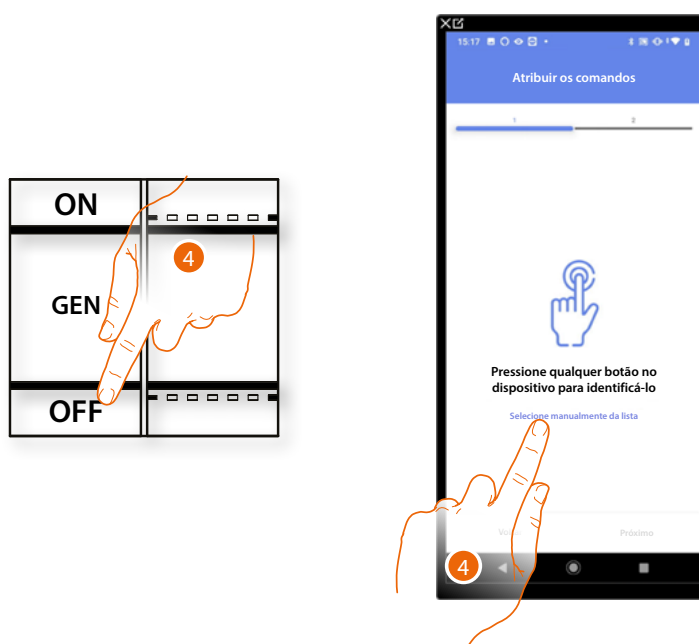 ON
GEN
OFF
4
15:17
Atribuir os comandos
1
2
Pressione qualquer botão no
dispositivo para identificá-lo
Selecione manualmente da lista
Próximo
4